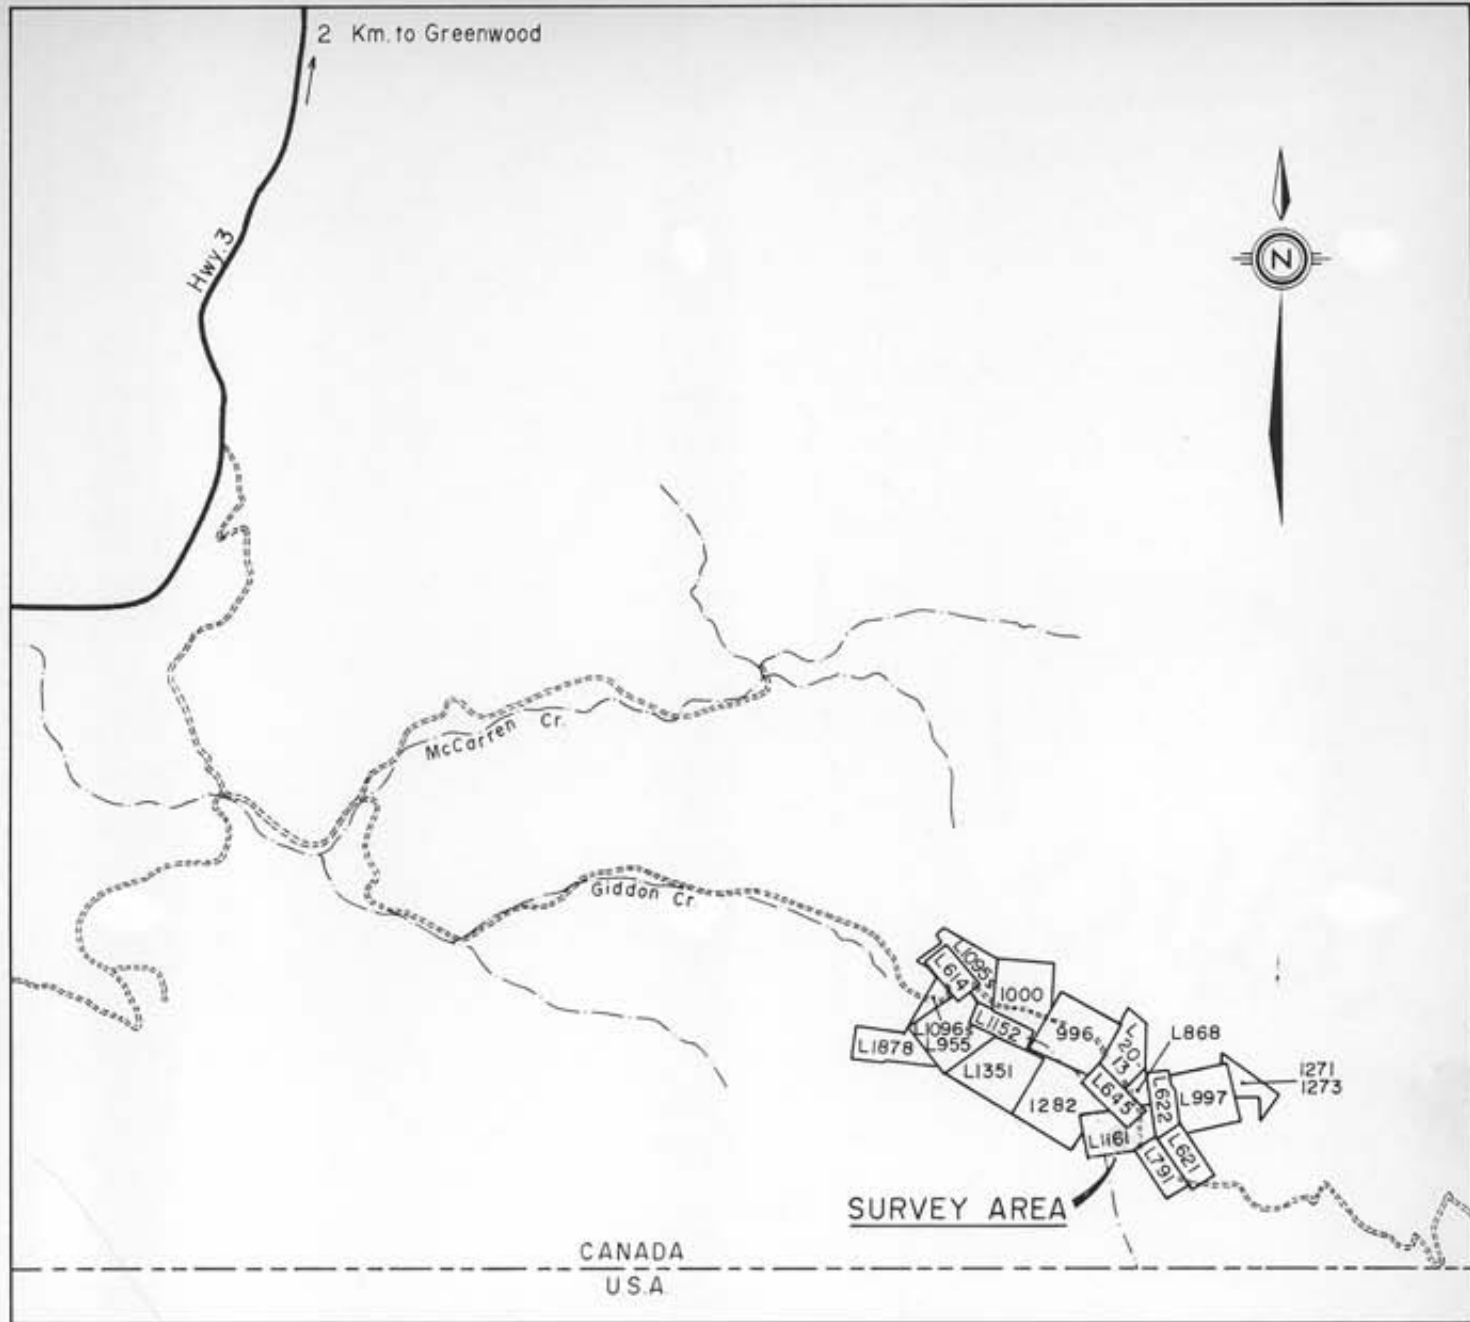 2 Km. to Greenwood
Hwy. 3
N
McCarren Cr.
Giddon Cr.
L1095
L614
1000
L1096
L955
L1152
996
L2013
L868
L1878
L1351
1282
L645
L622
L997
1271
1273
L1161
L791
L621
SURVEY AREA
CANADA
U.S.A